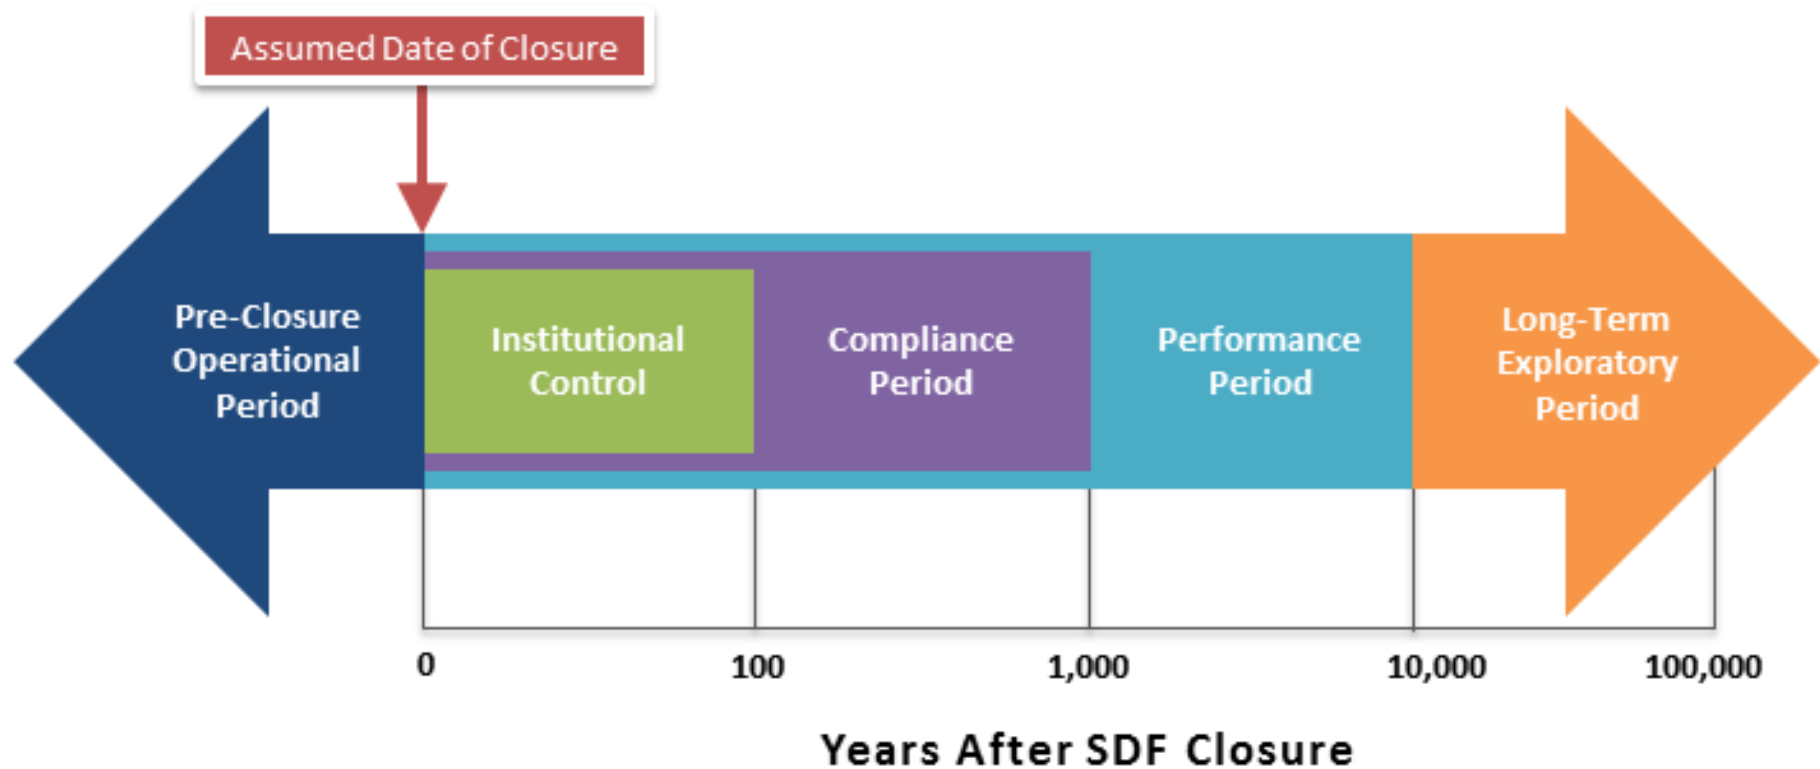 Assumed Date of Closure
Pre-Closure
Operational
Period
Institutional
Control
Compliance
Period
Performance
Period
Long-Term
Exploratory
Period
0
100
1,000
10,000
100,000
Years After SDF Closure